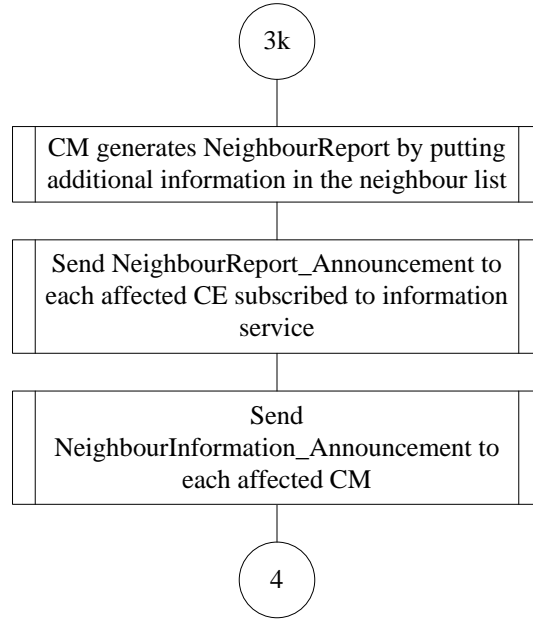 3k
CM generates NeighbourReport by putting
additional information in the neighbour list
Send NeighbourReport_Announcement to
each affected CE subscribed to information
service
Send
NeighbourInformation_Announcement to
each affected CM
4